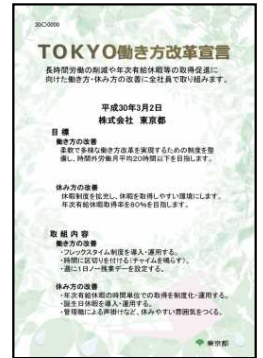 30C-0000
TOKYO働き方改革宣言
長時間労働の削減や年次有給休暇等の取得促進に
向けた働き方・休み方の改善に全社員で取り組みます。
平成30年3月2日
株式会社 東京都
目 標
働き方の改善
柔軟で多様な働き方改革を実現するための制度を整
備し、時間外労働月平均20時間以下を目指します。
休み方の改善
休暇制度を拡充し、休暇を取得しやすい環境にします。
年次有給休暇取得率を80%を目指します。
取 組 内 容
働き方の改善
・フレックスタイム制度を導入・運用する。
・時間に区切りを付ける(チャイムを鳴らす)。
・週に1日ノー残業デーを設定する。
休み方の改善
・年次有給休暇の時間単位での取得を制度化・運用する。
・誕生日休暇を導入・運用する。
・管理職による声掛けなど、休みやすい雰囲気をつくる。
東京都